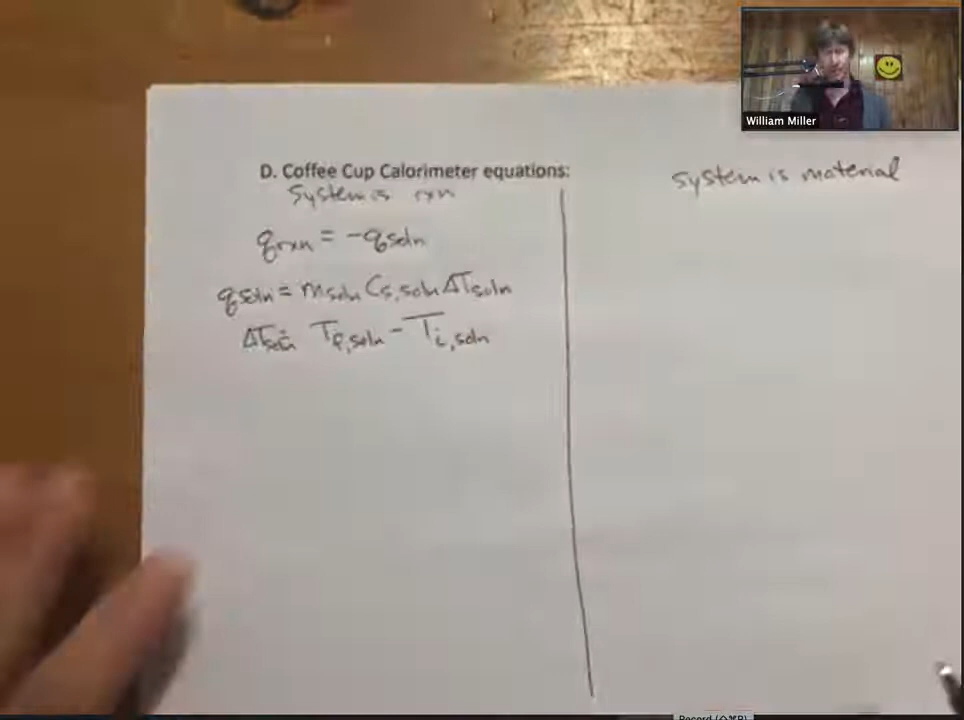 William Miller
D. Coffee Cup Calorimeter equations:
System is rxn
qrxn = -qsoln
qsoln = msoln Cs,soln ΔTsoln
ΔTsoln = Tf,soln - Ti,soln
system is material
Record (⇧⌘R)